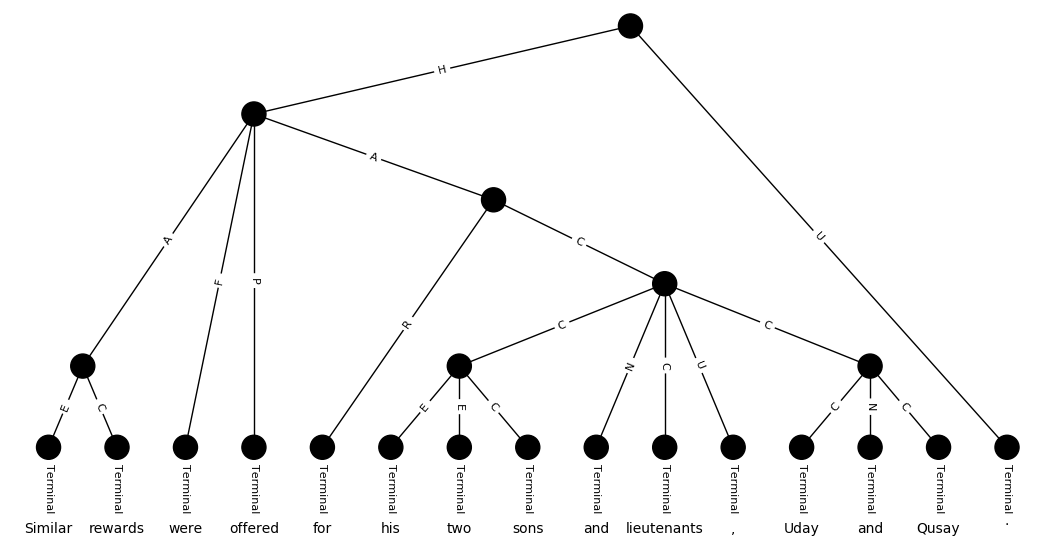 H
A
A
U
F
P
C
R
C
C
N
C
U
E
C
E
E
C
C
N
C
Terminal Terminal Terminal Terminal Terminal Terminal Terminal Terminal Terminal Terminal Terminal Terminal Terminal Terminal Terminal
Similar rewards were offered for his two sons and lieutenants , Uday and Qusay .